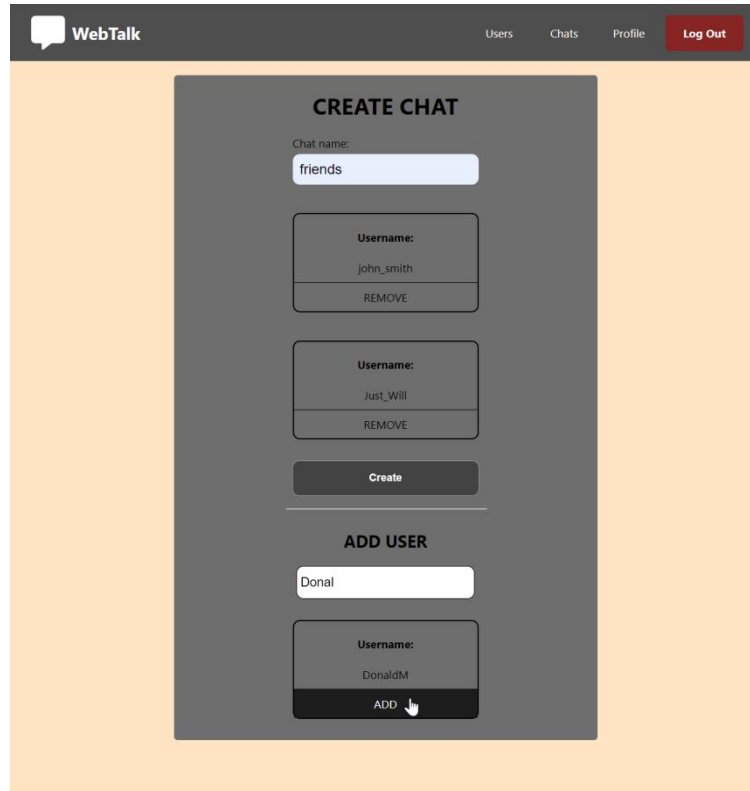 WebTalk
Users Chats Profile Log Out
CREATE CHAT
Chat name:
friends
Username:
john_smith
REMOVE
Username:
Just_Will
REMOVE
Create
ADD USER
Donal
Username:
DonaldM
ADD